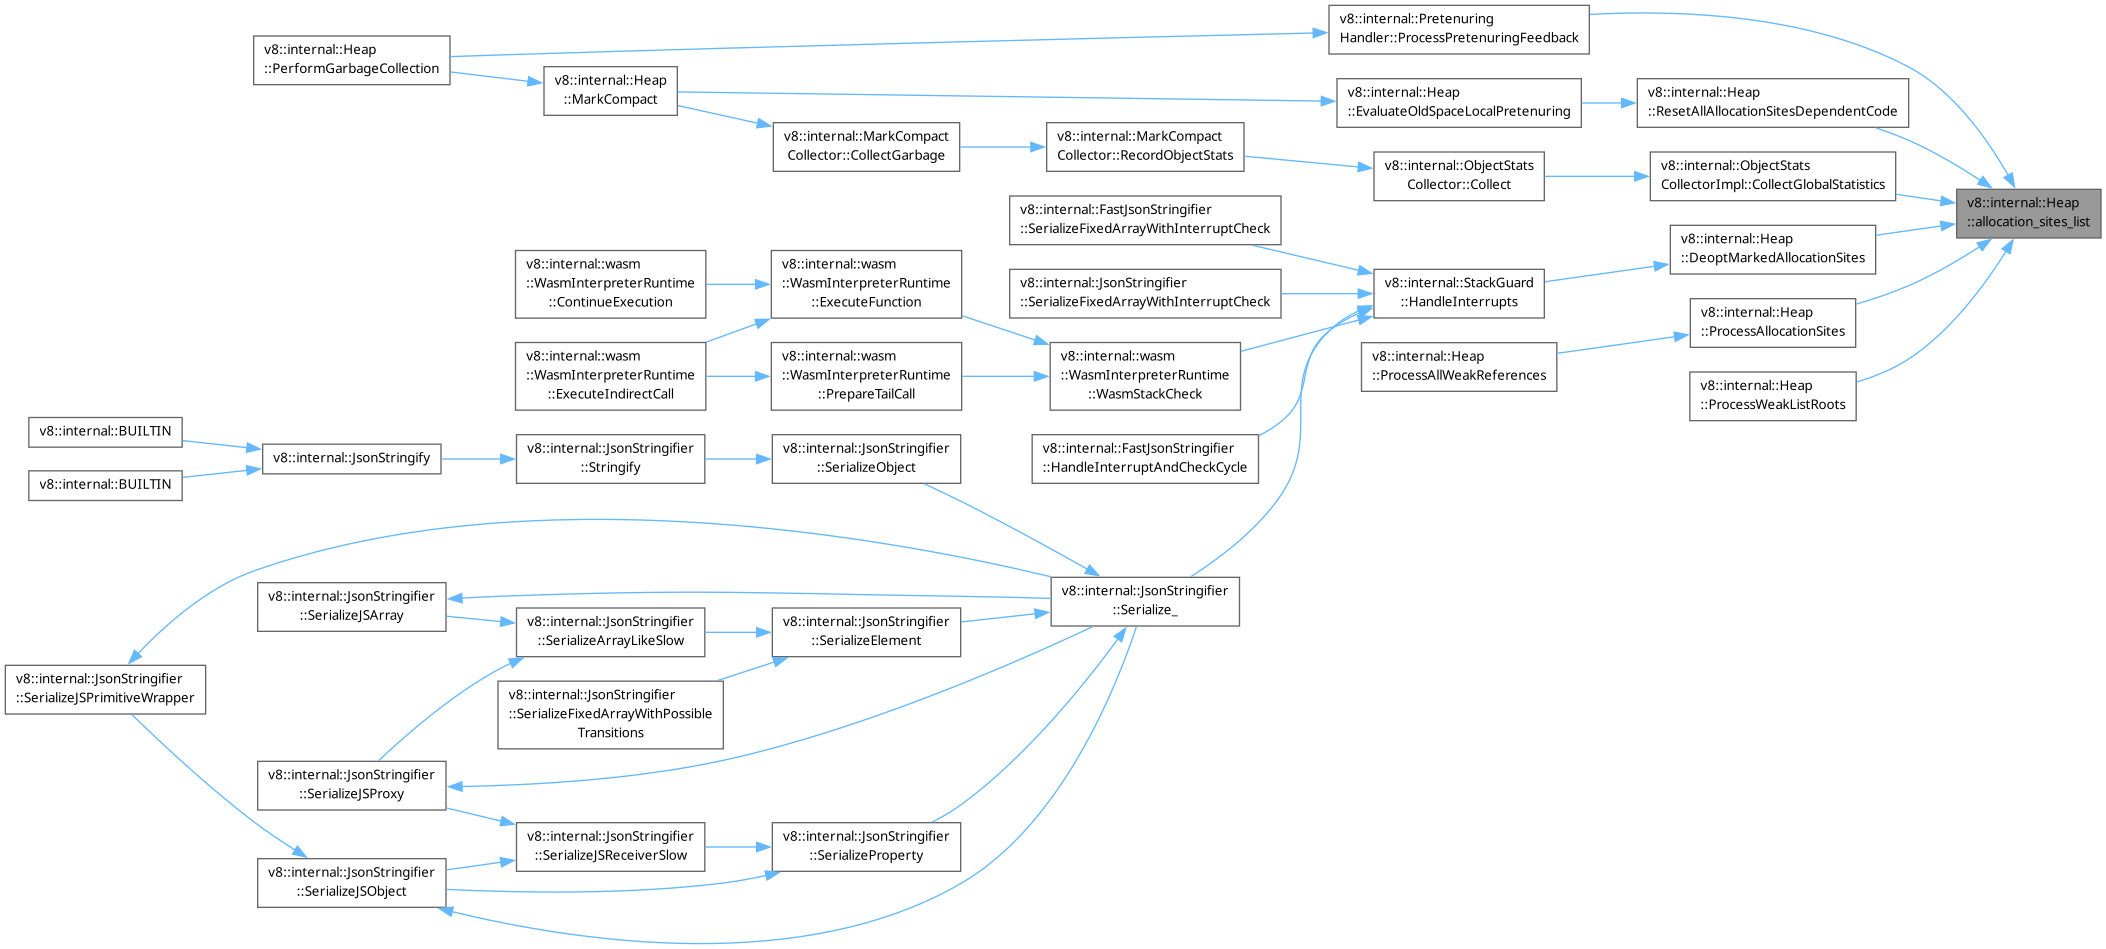 v8::internal::Pretenuring
Handler::ProcessPretenuringFeedback
v8::internal::Heap
::PerformGarbageCollection
v8::internal::Heap
::MarkCompact
v8::internal::Heap
::EvaluateOldSpaceLocalPretenuring
v8::internal::Heap
::ResetAllAllocationSitesDependentCode
v8::internal::MarkCompact
Collector::CollectGarbage
v8::internal::MarkCompact
Collector::RecordObjectStats
v8::internal::ObjectStats
Collector::Collect
v8::internal::ObjectStats
CollectorImpl::CollectGlobalStatistics
v8::internal::Heap
::allocation_sites_list
v8::internal::FastJsonStringifier
::SerializeFixedArrayWithInterruptCheck
v8::internal::Heap
::DeoptMarkedAllocationSites
v8::internal::wasm
::WasmInterpreterRuntime
::ContinueExecution
v8::internal::wasm
::WasmInterpreterRuntime
::ExecuteFunction
v8::internal::JsonStringifier
::SerializeFixedArrayWithInterruptCheck
v8::internal::StackGuard
::HandleInterrupts
v8::internal::Heap
::ProcessAllocationSites
v8::internal::wasm
::WasmInterpreterRuntime
::ExecuteIndirectCall
v8::internal::wasm
::WasmInterpreterRuntime
::PrepareTailCall
v8::internal::wasm
::WasmInterpreterRuntime
::WasmStackCheck
v8::internal::Heap
::ProcessAllWeakReferences
v8::internal::Heap
::ProcessWeakListRoots
v8::internal::BUILTIN
v8::internal::JsonStringify
v8::internal::JsonStringifier
::Stringify
v8::internal::JsonStringifier
::SerializeObject
v8::internal::FastJsonStringifier
::HandleInterruptAndCheckCycle
v8::internal::BUILTIN
v8::internal::JsonStringifier
::Serialize_
v8::internal::JsonStringifier
::SerializeJSArray
v8::internal::JsonStringifier
::SerializeArrayLikeSlow
v8::internal::JsonStringifier
::SerializeElement
v8::internal::JsonStringifier
::SerializeJSPrimitiveWrapper
v8::internal::JsonStringifier
::SerializeFixedArrayWithPossible
Transitions
v8::internal::JsonStringifier
::SerializeJSProxy
v8::internal::JsonStringifier
::SerializeJSReceiverSlow
v8::internal::JsonStringifier
::SerializeProperty
v8::internal::JsonStringifier
::SerializeJSObject